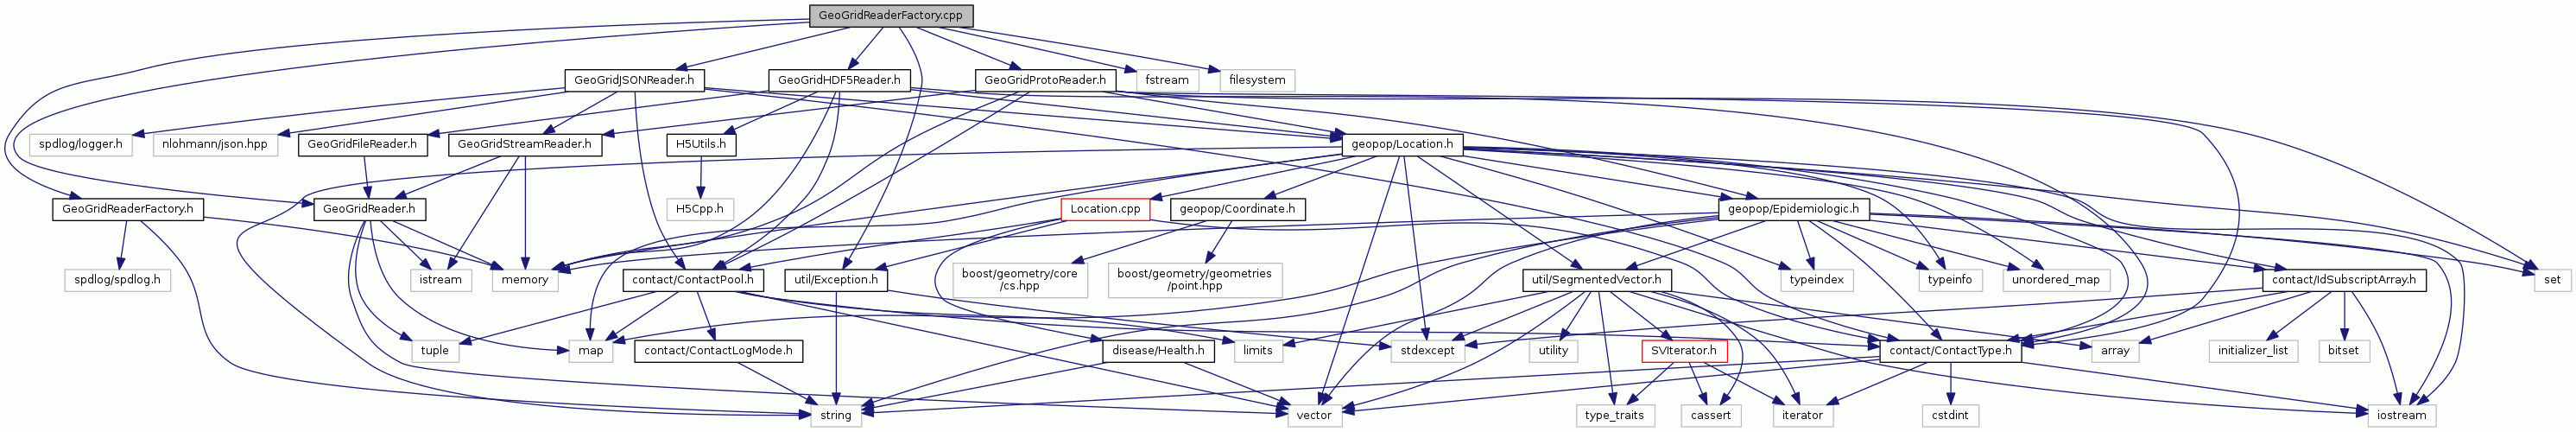 GeoGridReaderFactory.cpp
GeoGridJSONReader.h
GeoGridHDF5Reader.h
GeoGridProtoReader.h
fstream
filesystem
spdlog/logger.h
nlohmann/json.hpp
GeoGridFileReader.h
GeoGridStreamReader.h
H5Utils.h
geopop/Location.h
GeoGridReaderFactory.h
GeoGridReader.h
H5Cpp.h
Location.cpp
geopop/Coordinate.h
geopop/Epidemiologic.h
spdlog/spdlog.h
istream
memory
contact/ContactPool.h
util/Exception.h
boost/geometry/core
/cs.hpp
boost/geometry/geometries
/point.hpp
util/SegmentedVector.h
typeindex
typeinfo
unordered_map
contact/IdSubscriptArray.h
set
tuple
map
contact/ContactLogMode.h
disease/Health.h
limits
stdexcept
utility
SVIterator.h
contact/ContactType.h
array
initializer_list
bitset
string
vector
type_traits
cassert
iterator
cstdint
iostream